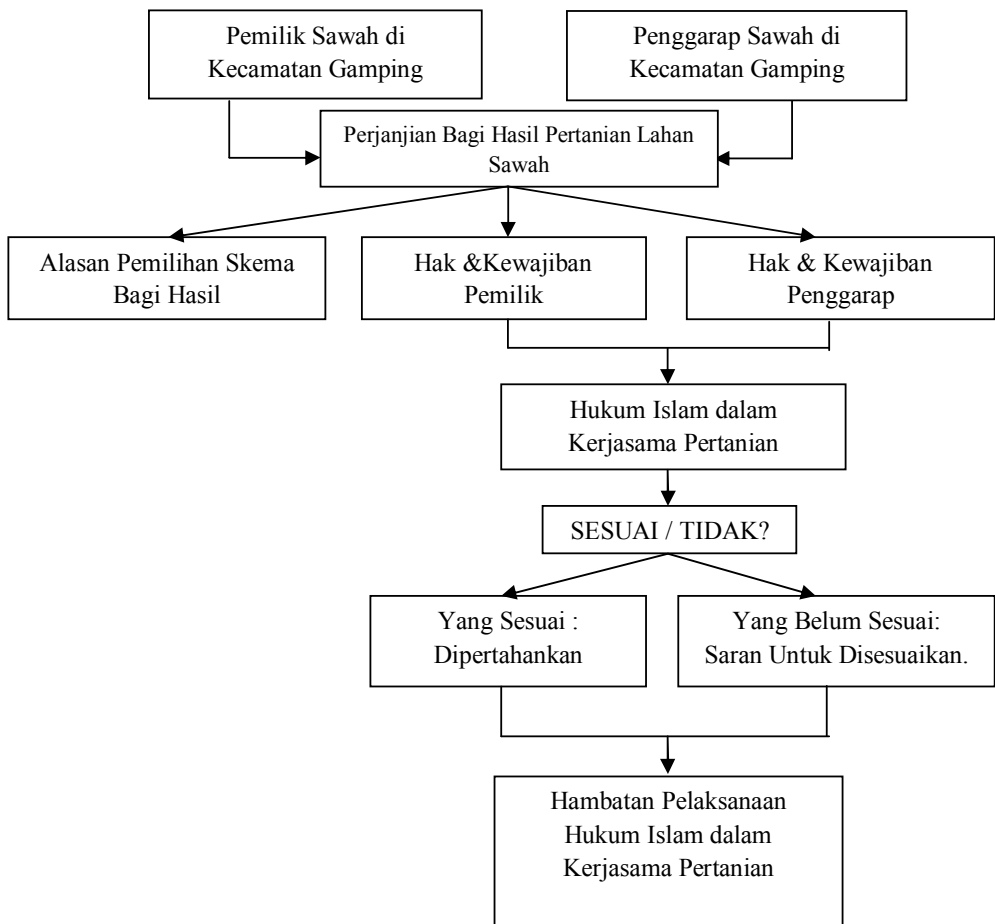 Pemilik Sawah di
Kecamatan Gamping
Penggarap Sawah di
Kecamatan Gamping
Perjanjian Bagi Hasil Pertanian Lahan
Sawah
Alasan Pemilihan Skema
Bagi Hasil
Hak &Kewajiban
Pemilik
Hak & Kewajiban
Penggarap
Hukum Islam dalam
Kerjasama Pertanian
SESUAI / TIDAK?
Yang Sesuai :
Dipertahankan
Yang Belum Sesuai:
Saran Untuk Disesuaikan.
Hambatan Pelaksanaan
Hukum Islam dalam
Kerjasama Pertanian